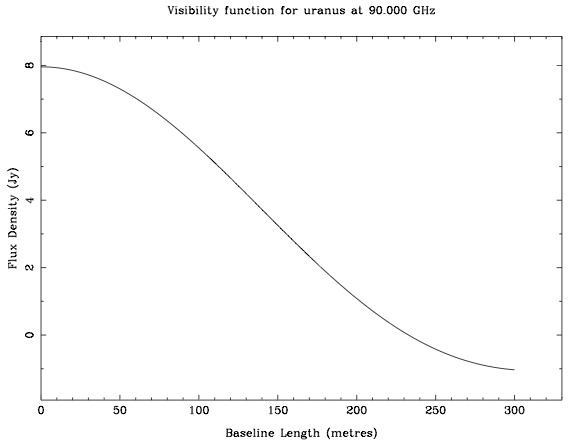 Visibility function for uranus at 90.000 GHz
Flux Density (Jy)
8
6
4
2
0
0 50 100 150 200 250 300
Baseline Length (metres)